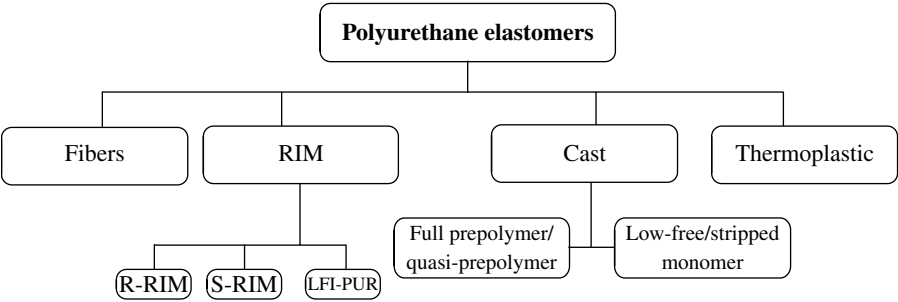 Polyurethane elastomers
Fibers
RIM
Cast
Thermoplastic
Full prepolymer/
quasi-prepolymer
Low-free/stripped
monomer
R-RIM
S-RIM
LFI-PUR